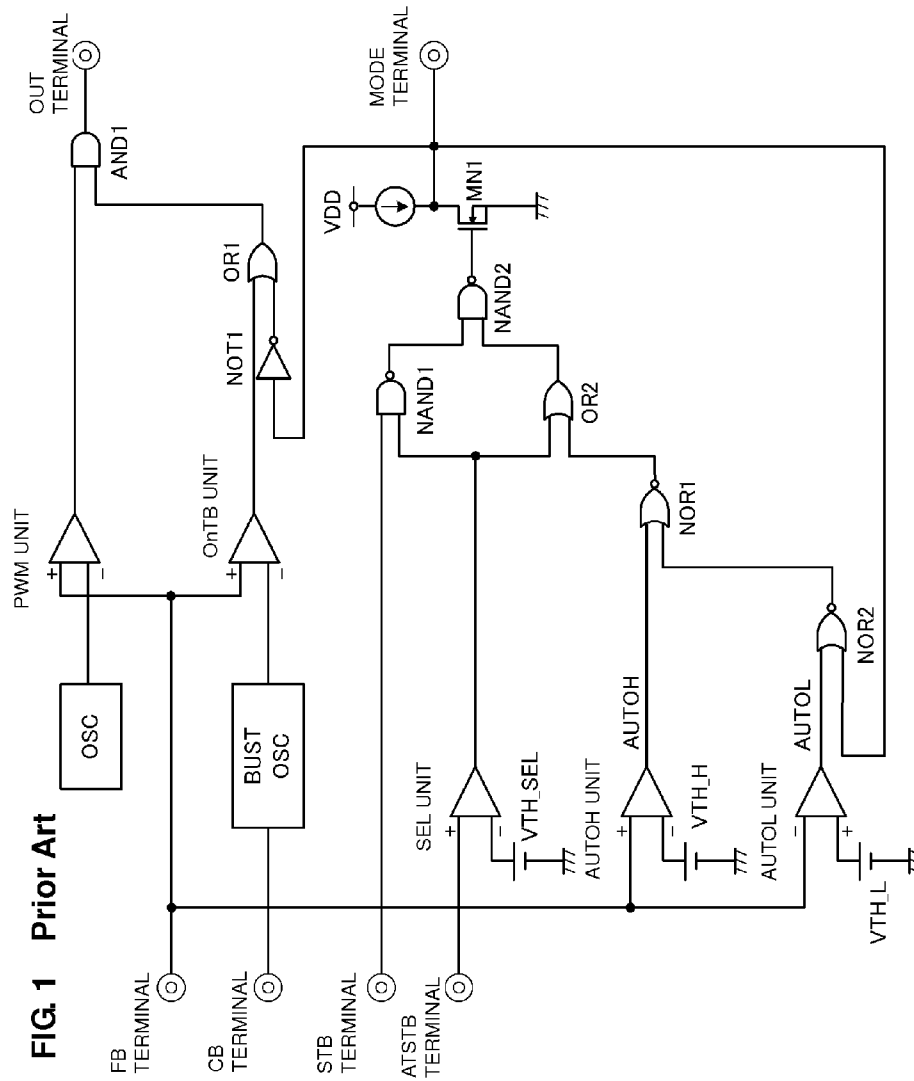 FIG. 1 Prior Art
FB
TERMINAL
CB
TERMINAL
STB
TERMINAL
ATSTB
TERMINAL
OSC
BUST
OSC
PWM UNIT
+
−
OnTB UNIT
+
−
SEL UNIT
+
−
VTH_SEL
AUTOH UNIT
+
−
VTH_H
AUTOL UNIT
−
+
VTH_L
AUTOH
AUTOL
NOT1
OR1
AND1
NAND1
OR2
NOR1
NOR2
NAND2
VDD
MN1
OUT
TERMINAL
MODE
TERMINAL